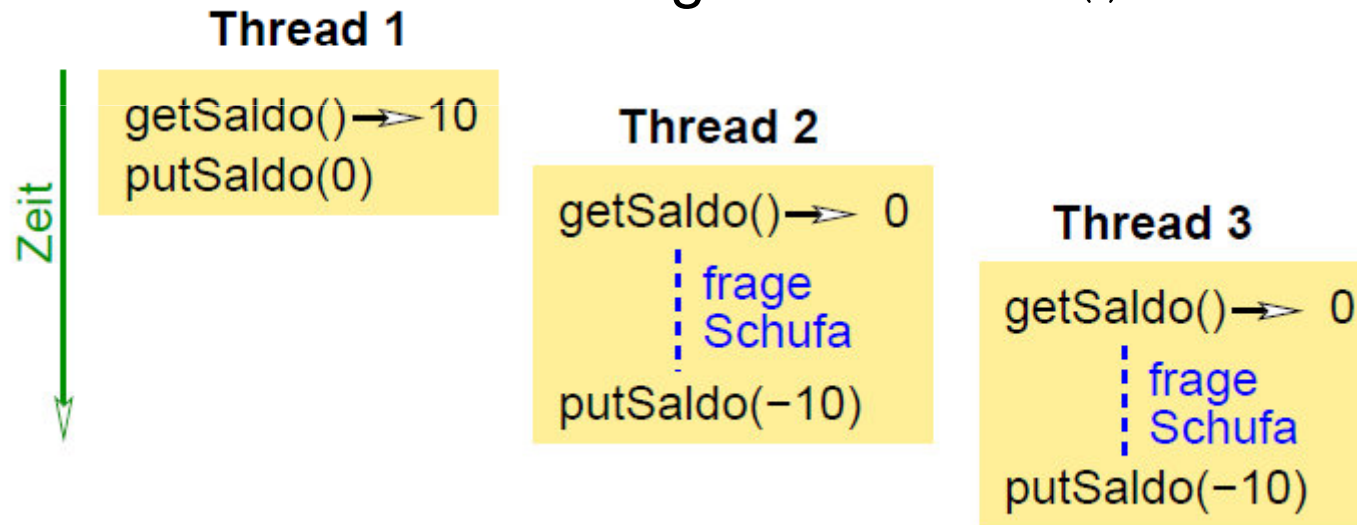 Thread 1
getSaldo() 10
putSaldo(0)
Zeit
Thread 2
getSaldo() 0
frage
Schufa
putSaldo(−10)
Thread 3
getSaldo() 0
frage
Schufa
putSaldo(−10)